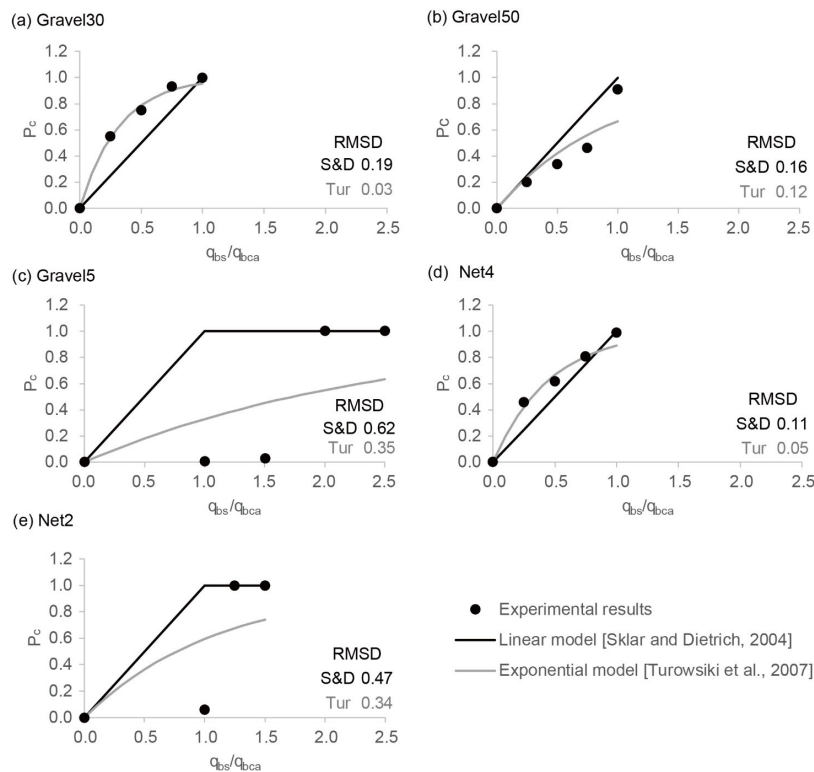 (a) Gravel30
1.2
1.0
0.8
0.6
0.4
0.2
0.0
Pc
0.0 0.5 1.0 1.5 2.0 2.5
qbs/qbca
RMSD
S&D 0.19
Tur 0.03
(b) Gravel50
1.2
1.0
0.8
0.6
0.4
0.2
0.0
Pc
0.0 0.5 1.0 1.5 2.0 2.5
qbs/qbca
RMSD
S&D 0.16
Tur 0.12
(c) Gravel5
1.2
1.0
0.8
0.6
0.4
0.2
0.0
Pc
0.0 0.5 1.0 1.5 2.0 2.5
qbs/qbca
RMSD
S&D 0.62
Tur 0.35
(d) Net4
1.2
1.0
0.8
0.6
0.4
0.2
0.0
Pc
0.0 0.5 1.0 1.5 2.0 2.5
qbs/qbca
RMSD
S&D 0.11
Tur 0.05
(e) Net2
1.2
1.0
0.8
0.6
0.4
0.2
0.0
Pc
0.0 0.5 1.0 1.5 2.0 2.5
qbs/qbca
RMSD
S&D 0.47
Tur 0.34
Experimental results
Linear model [Sklar and Dietrich, 2004]
Exponential model [Turowiski et al., 2007]